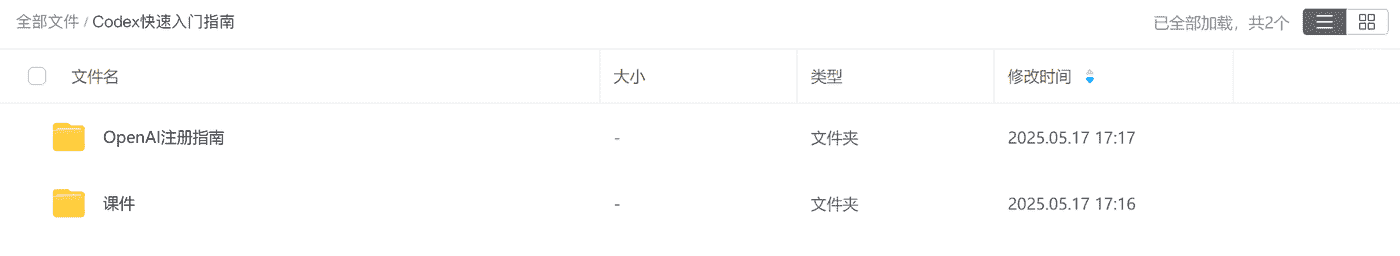 全部文件 / Codex快速入门指南 已全部加载，共2个
文件名 大小 类型 修改时间
OpenAI注册指南 - 文件夹 2025.05.17 17:17
课件 - 文件夹 2025.05.17 17:16